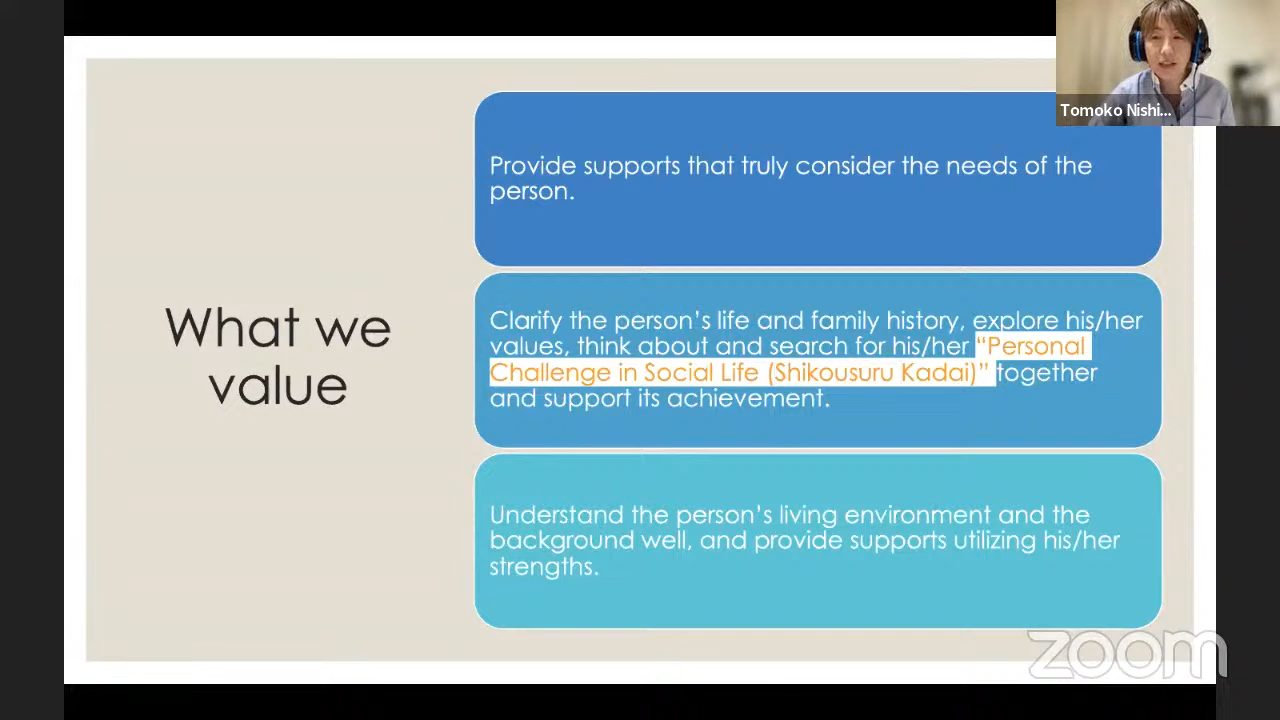 Tomoko Nishi...
Provide supports that truly consider the needs of the
person.
What we
value
Clarify the person's life and family history, explore his/her
values, think about and search for his/her “Personal
Challenge in Social Life (Shikousuru Kadai)” together
and support its achievement.
Understand the person's living environment and the
background well, and provide supports utilizing his/her
strengths.
zoom